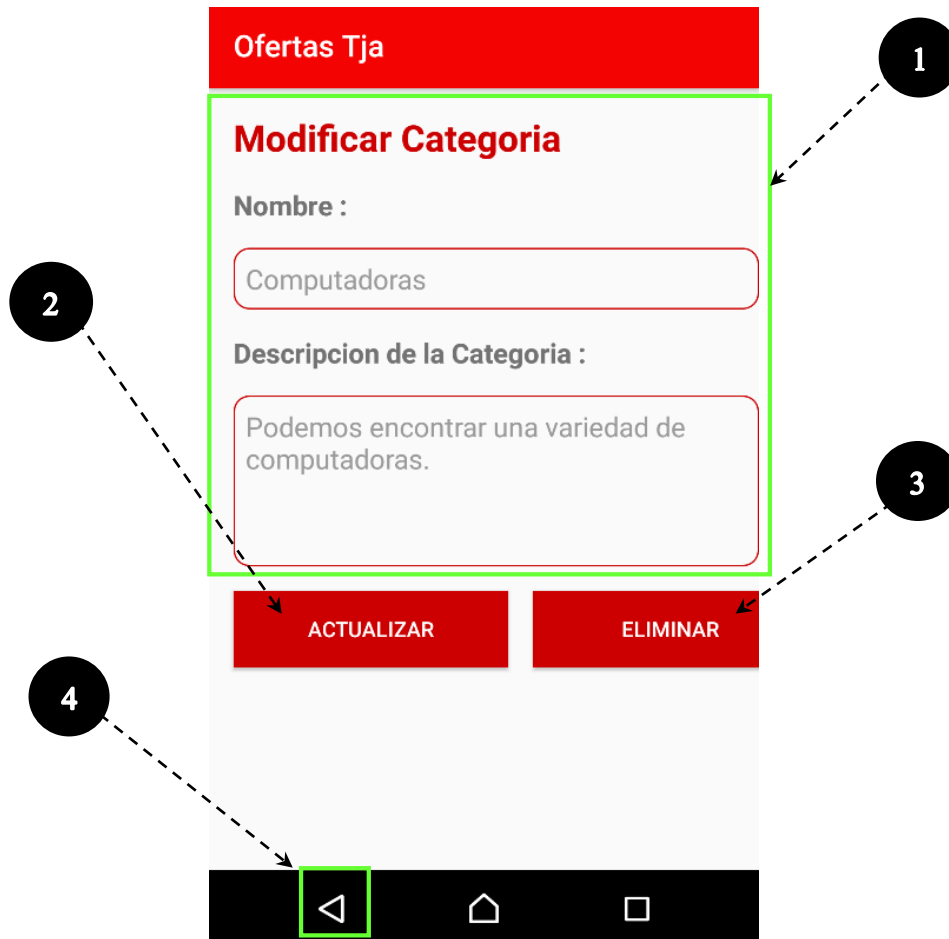 Ofertas Tja
1
Modificar Categoria
Nombre :
Computadoras
2
Descripcion de la Categoria :
Podemos encontrar una variedad de
computadoras.
3
ACTUALIZAR
ELIMINAR
4